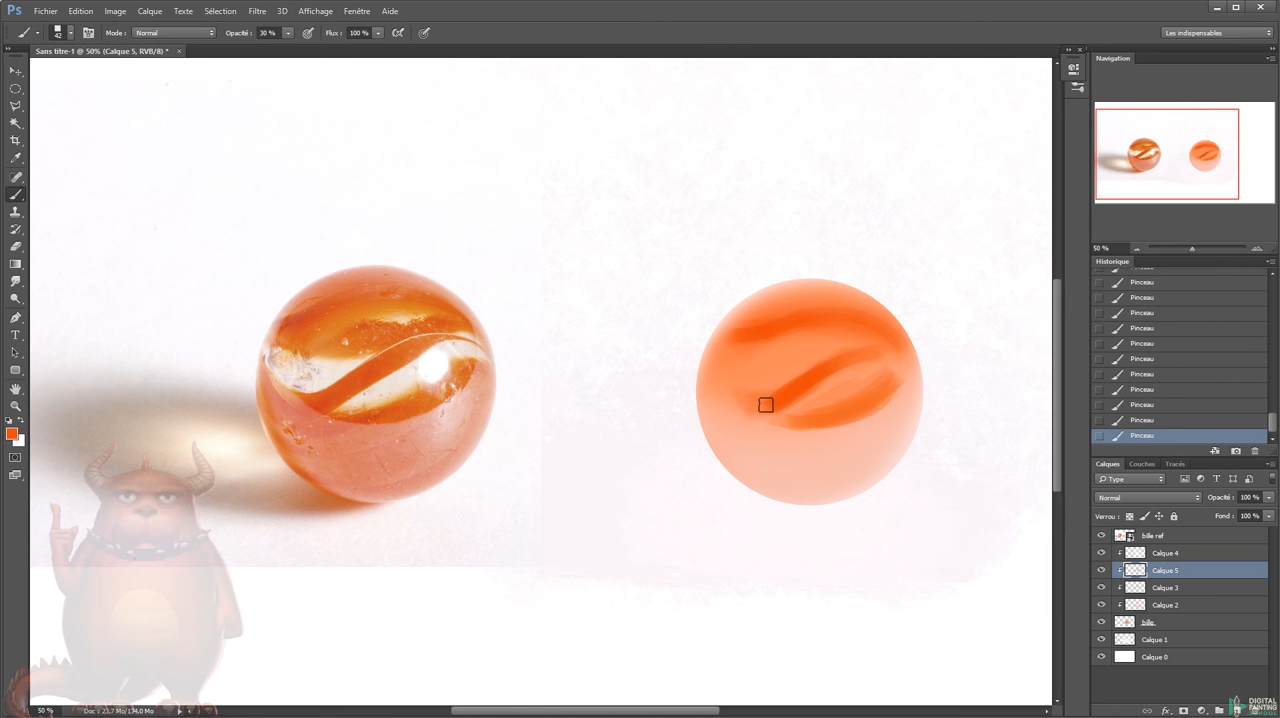 Ps Fichier Edition Image Calque Texte Sélection Filtre 3D Affichage Fenêtre Aide
42 Mode : Normal Opacité : 30 % Flux : 100 % Les indispensables
Sans titre-1 @ 50% (Calque 5, RVB/8) * ×
Navigation
50 %
Historique
Pinceau
Pinceau
Pinceau
Pinceau
Pinceau
Pinceau
Pinceau
Pinceau
Pinceau
Pinceau
Pinceau
Calques Couches Tracés
Type
Normal Opacité : 100 %
Verrou : Fond : 100 %
bille ref
Calque 4
Calque 5
Calque 3
Calque 2
bille
Calque 1
Calque 0
50 % Doc : 23,7 Mo/134,0 Mo
DIGITAL
PAINTING
SCHOOL